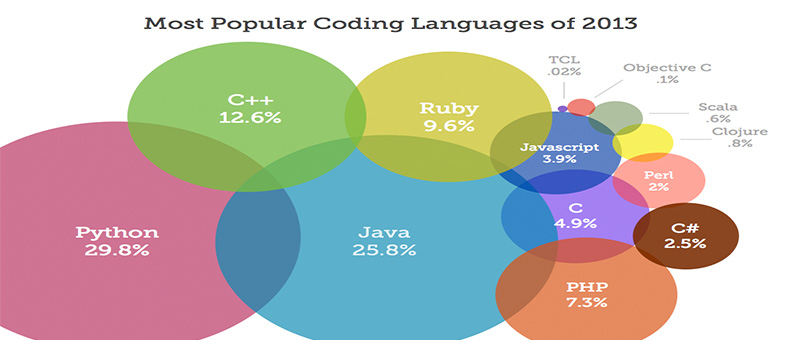 Most Popular Coding Languages of 2013
TCL
.02%
Objective C
.1%
C++
12.6%
Ruby
9.6%
Scala
.6%
Clojure
.8%
Javascript
3.9%
Perl
2%
Python
29.8%
Java
25.8%
C
4.9%
C#
2.5%
PHP
7.3%